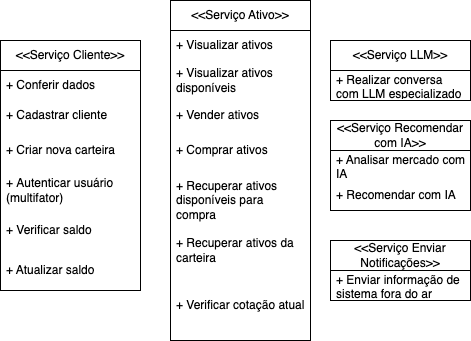 <<Serviço Cliente>>
+ Conferir dados
+ Cadastrar cliente
+ Criar nova carteira
+ Autenticar usuário
(multifator)
+ Verificar saldo
+ Atualizar saldo
<<Serviço Ativo>>
+ Visualizar ativos
+ Visualizar ativos
disponíveis
+ Vender ativos
+ Comprar ativos
+ Recuperar ativos
disponíveis para
compra
+ Recuperar ativos da
carteira
+ Verificar cotação atual
<<Serviço LLM>>
+ Realizar conversa
com LLM especializado
<<Serviço Recomendar
com IA>>
+ Analisar mercado com
IA
+ Recomendar com IA
<<Serviço Enviar
Notificações>>
+ Enviar informação de
sistema fora do ar